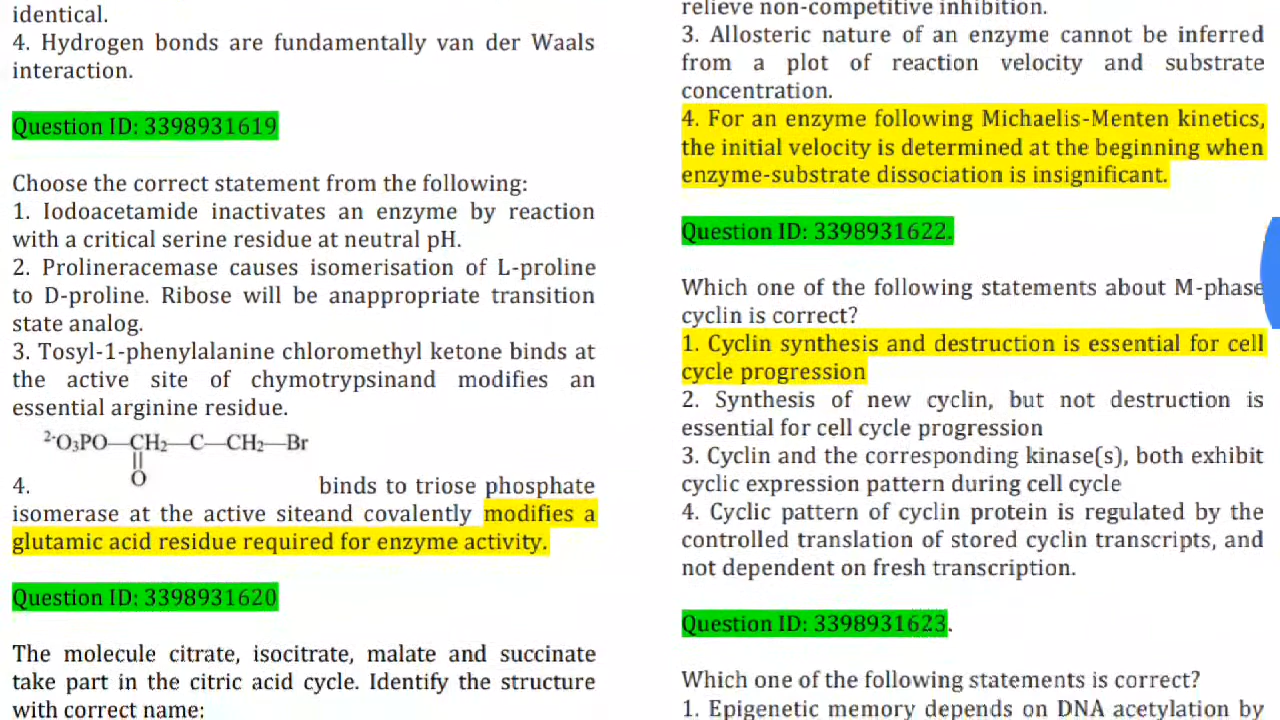 identical.
4. Hydrogen bonds are fundamentally van der Waals
interaction.
Question ID: 3398931619
Choose the correct statement from the following:
1. Iodoacetamide inactivates an enzyme by reaction
with a critical serine residue at neutral pH.
2. Prolineracemase causes isomerisation of L-proline
to D-proline. Ribose will be anappropriate transition
state analog.
3. Tosyl-1-phenylalanine chloromethyl ketone binds at
the active site of chymotrypsinand modifies an
essential arginine residue.
2-O3PO—CH2—C—CH2—Br
O
4. binds to triose phosphate
isomerase at the active siteand covalently modifies a
glutamic acid residue required for enzyme activity.
Question ID: 3398931620
The molecule citrate, isocitrate, malate and succinate
take part in the citric acid cycle. Identify the structure
with correct name:
relieve non-competitive inhibition.
3. Allosteric nature of an enzyme cannot be inferred
from a plot of reaction velocity and substrate
concentration.
4. For an enzyme following Michaelis-Menten kinetics,
the initial velocity is determined at the beginning when
enzyme-substrate dissociation is insignificant.
Question ID: 3398931622.
Which one of the following statements about M-phase
cyclin is correct?
1. Cyclin synthesis and destruction is essential for cell
cycle progression
2. Synthesis of new cyclin, but not destruction is
essential for cell cycle progression
3. Cyclin and the corresponding kinase(s), both exhibit
cyclic expression pattern during cell cycle
4. Cyclic pattern of cyclin protein is regulated by the
controlled translation of stored cyclin transcripts, and
not dependent on fresh transcription.
Question ID: 3398931623.
Which one of the following statements is correct?
1. Epigenetic memory depends on DNA acetylation by